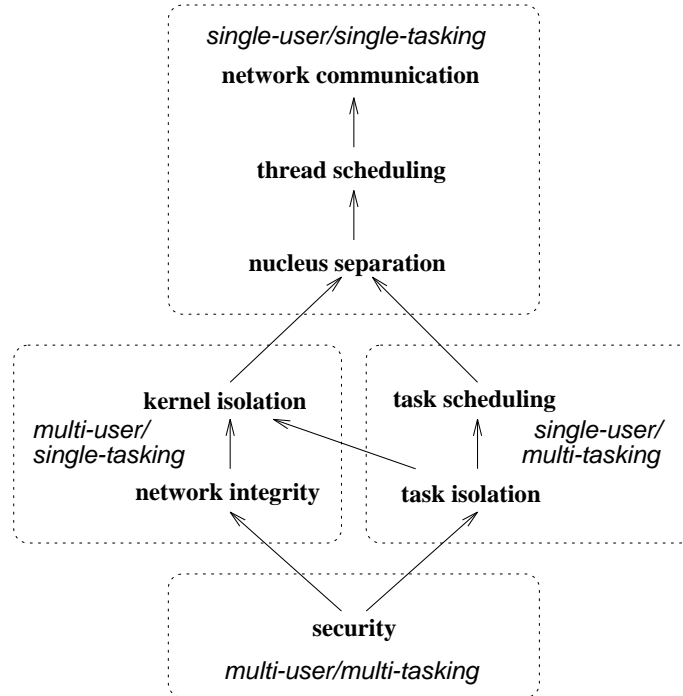 single-user/single-tasking
network communication
thread scheduling
nucleus separation
kernel isolation
multi-user/
single-tasking
network integrity
task scheduling
single-user/
multi-tasking
task isolation
security
multi-user/multi-tasking